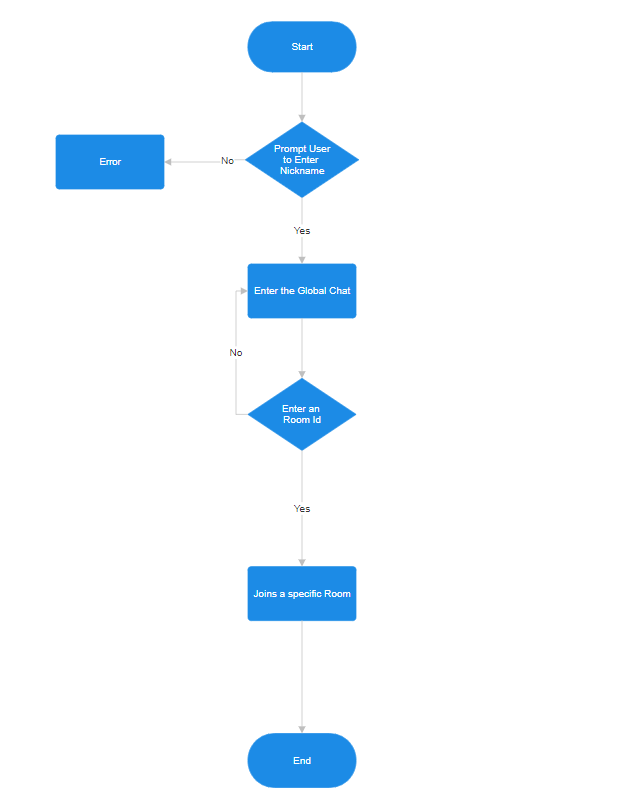 Start
Prompt User
to Enter
Nickname
No
Error
Yes
Enter the Global Chat
No
Enter an
Room Id
Yes
Joins a specific Room
End